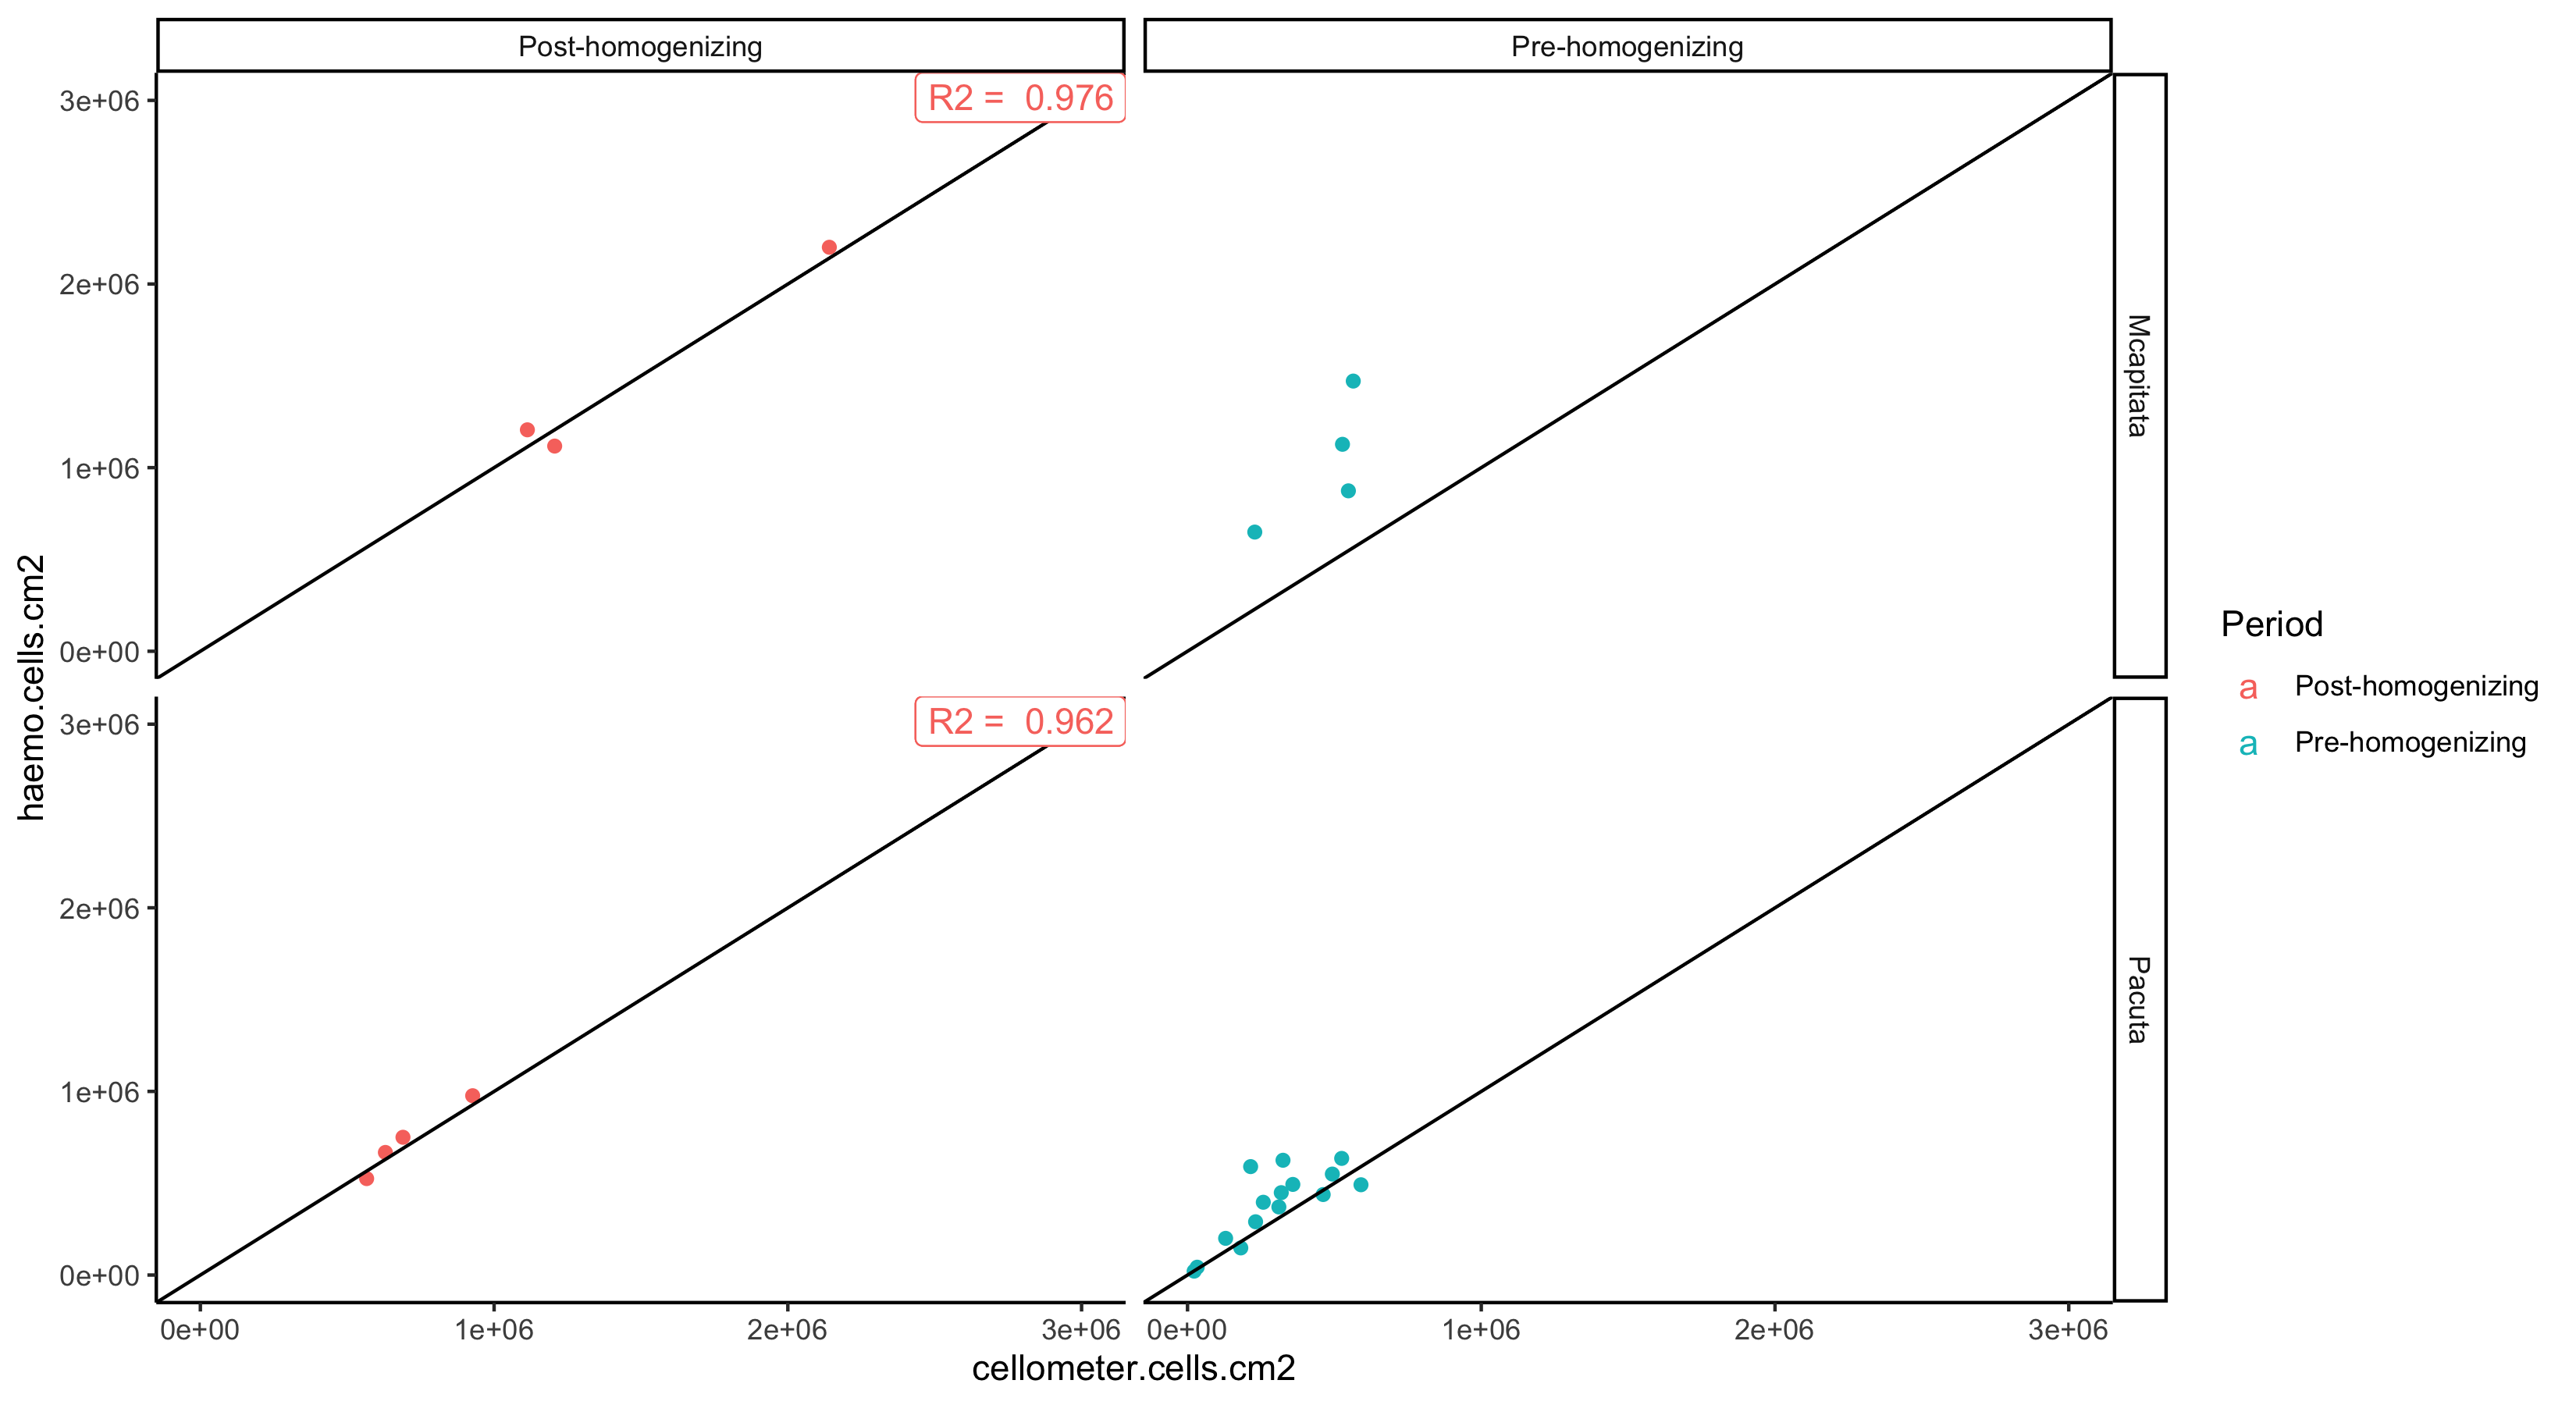 Post-homogenizing
Pre-homogenizing
R2 =  0.976
3e+06
2e+06
1e+06
0e+00
Mcapitata
haemo.cells.cm2
R2 =  0.962
3e+06
2e+06
1e+06
0e+00
Pacuta
0e+00
1e+06
2e+06
3e+06
0e+00
1e+06
2e+06
3e+06
cellometer.cells.cm2
Period
a Post-homogenizing
a Pre-homogenizing